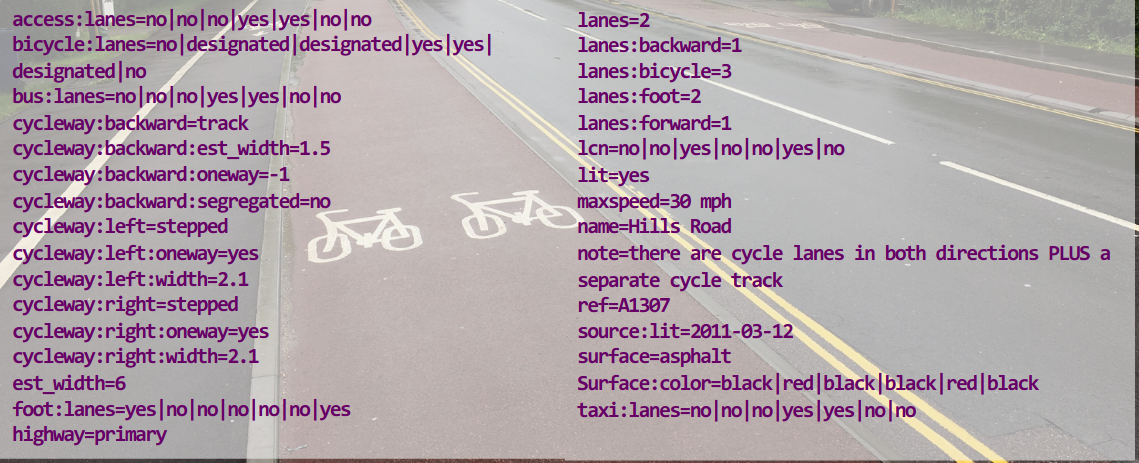 access:lanes=no|no|no|yes|yes|no|no
bicycle:lanes=no|designated|designated|yes|yes|
designated|no
bus:lanes=no|no|no|yes|yes|no|no
cycleway:backward=track
cycleway:backward:est_width=1.5
cycleway:backward:oneway=-1
cycleway:backward:segregated=no
cycleway:left=stepped
cycleway:left:oneway=yes
cycleway:left:width=2.1
cycleway:right=stepped
cycleway:right:oneway=yes
cycleway:right:width=2.1
est_width=6
foot:lanes=yes|no|no|no|no|no|yes
highway=primary
lanes=2
lanes:backward=1
lanes:bicycle=3
lanes:foot=2
lanes:forward=1
lcn=no|no|yes|no|no|yes|no
lit=yes
maxspeed=30 mph
name=Hills Road
note=there are cycle lanes in both directions PLUS a
separate cycle track
ref=A1307
source:lit=2011-03-12
surface=asphalt
Surface:color=black|red|black|black|red|black
taxi:lanes=no|no|no|yes|yes|no|no